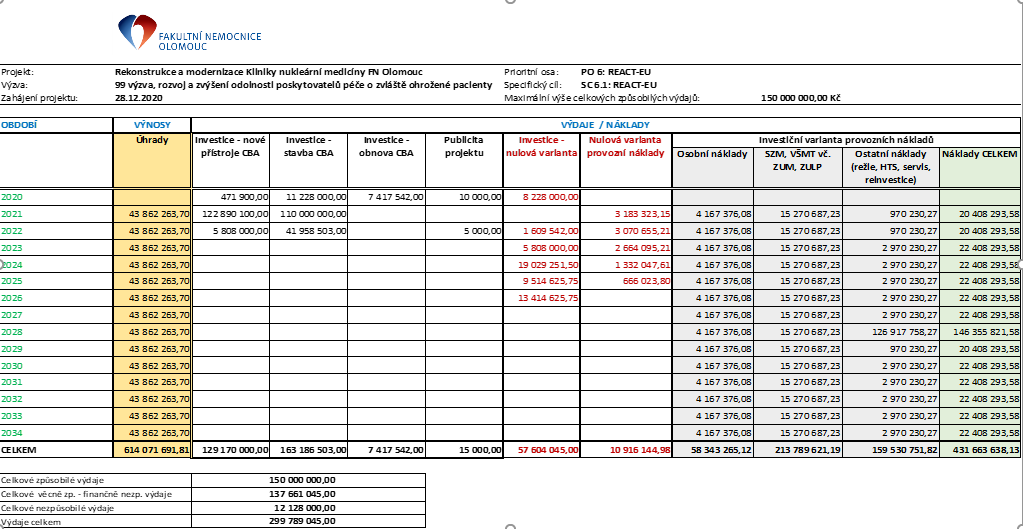 FAKULTNÍ NEMOCNICE
OLOMOUC
Projekt: Rekonstrukce a modernizace Kliniky nukleární medicíny FN Olomouc Prioritní osa: PO 6: REACT-EU
Výzva: 99 výzva, rozvoj a zvýšení odolnosti poskytovatelů péče o zvláště ohrožené pacienty Specifický cíl: SC 6.1: REACT-EU
Zahájení projektu: 28.12.2020 Maximální výše celkových způsobilých výdajů: 150 000 000,00 Kč
OBDOBÍ VÝNOSY VÝDAJE / NÁKLADY
Úhrady Investice - nové přístroje CBA Investice - stavba CBA Investice - obnova CBA Publicita projektu Investice - nulová varianta Nulová varianta provozní náklady Investiční varianta provozních nákladů
Osobní náklady SZM, VŠMT vč. ZUM, ZULP Ostatní náklady (režie, HTS, servis, reinvestice) Náklady CELKEM
2020 471 900,00 11 228 000,00 7 417 542,00 10 000,00 8 228 000,00
2021 43 862 263,70 122 890 100,00 110 000 000,00 3 183 323,15 4 167 376,08 15 270 687,23 970 230,27 20 408 293,58
2022 43 862 263,70 5 808 000,00 41 958 503,00 5 000,00 1 609 542,00 3 070 655,21 4 167 376,08 15 270 687,23 970 230,27 20 408 293,58
2023 43 862 263,70 5 808 000,00 2 664 095,21 4 167 376,08 15 270 687,23 2 970 230,27 22 408 293,58
2024 43 862 263,70 19 029 251,50 1 332 047,61 4 167 376,08 15 270 687,23 2 970 230,27 22 408 293,58
2025 43 862 263,70 9 514 625,75 666 023,80 4 167 376,08 15 270 687,23 2 970 230,27 22 408 293,58
2026 43 862 263,70 13 414 625,75 4 167 376,08 15 270 687,23 2 970 230,27 22 408 293,58
2027 43 862 263,70 4 167 376,08 15 270 687,23 2 970 230,27 22 408 293,58
2028 43 862 263,70 4 167 376,08 15 270 687,23 126 917 758,27 146 355 821,58
2029 43 862 263,70 4 167 376,08 15 270 687,23 970 230,27 20 408 293,58
2030 43 862 263,70 4 167 376,08 15 270 687,23 2 970 230,27 22 408 293,58
2031 43 862 263,70 4 167 376,08 15 270 687,23 2 970 230,27 22 408 293,58
2032 43 862 263,70 4 167 376,08 15 270 687,23 2 970 230,27 22 408 293,58
2033 43 862 263,70 4 167 376,08 15 270 687,23 2 970 230,27 22 408 293,58
2034 43 862 263,70 4 167 376,08 15 270 687,23 2 970 230,27 22 408 293,58
CELKEM 614 071 691,81 129 170 000,00 163 186 503,00 7 417 542,00 15 000,00 57 604 045,00 10 916 144,98 58 343 265,12 213 789 621,19 159 530 751,82 431 663 638,13
Celkové způsobilé výdaje 150 000 000,00
Celkové věcně zp. - finančně nezp. výdaje 137 661 045,00
Celkové nezpůsobilé výdaje 12 128 000,00
Výdaje celkem 299 789 045,00